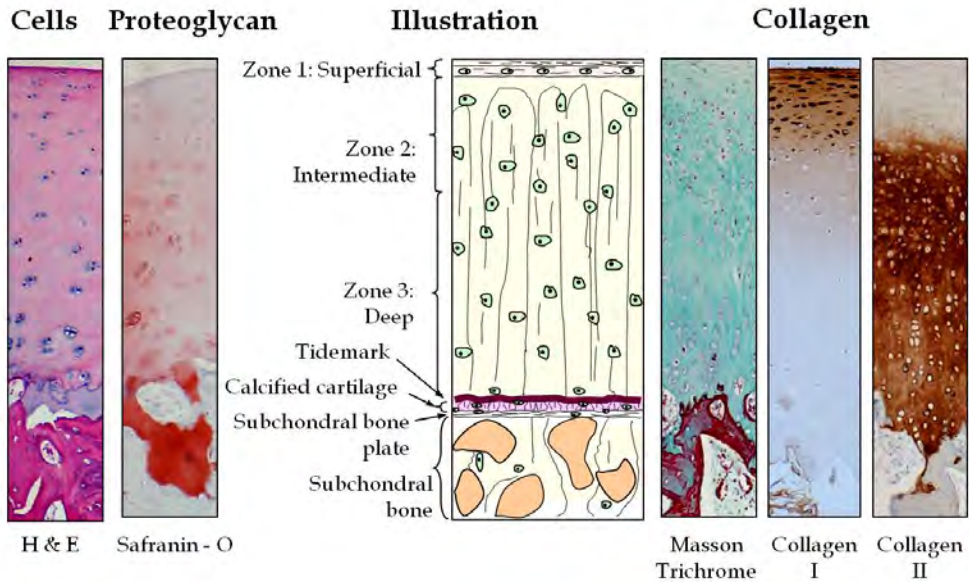 Cells
Proteoglycan
Illustration
Collagen
Zone 1: Superficial
Zone 2:
Intermediate
Zone 3:
Deep
Tidemark
Calcified cartilage
Subchondral bone
plate
Subchondral
bone
H & E
Safranin - O
Masson
Trichrome
Collagen
I
Collagen
II